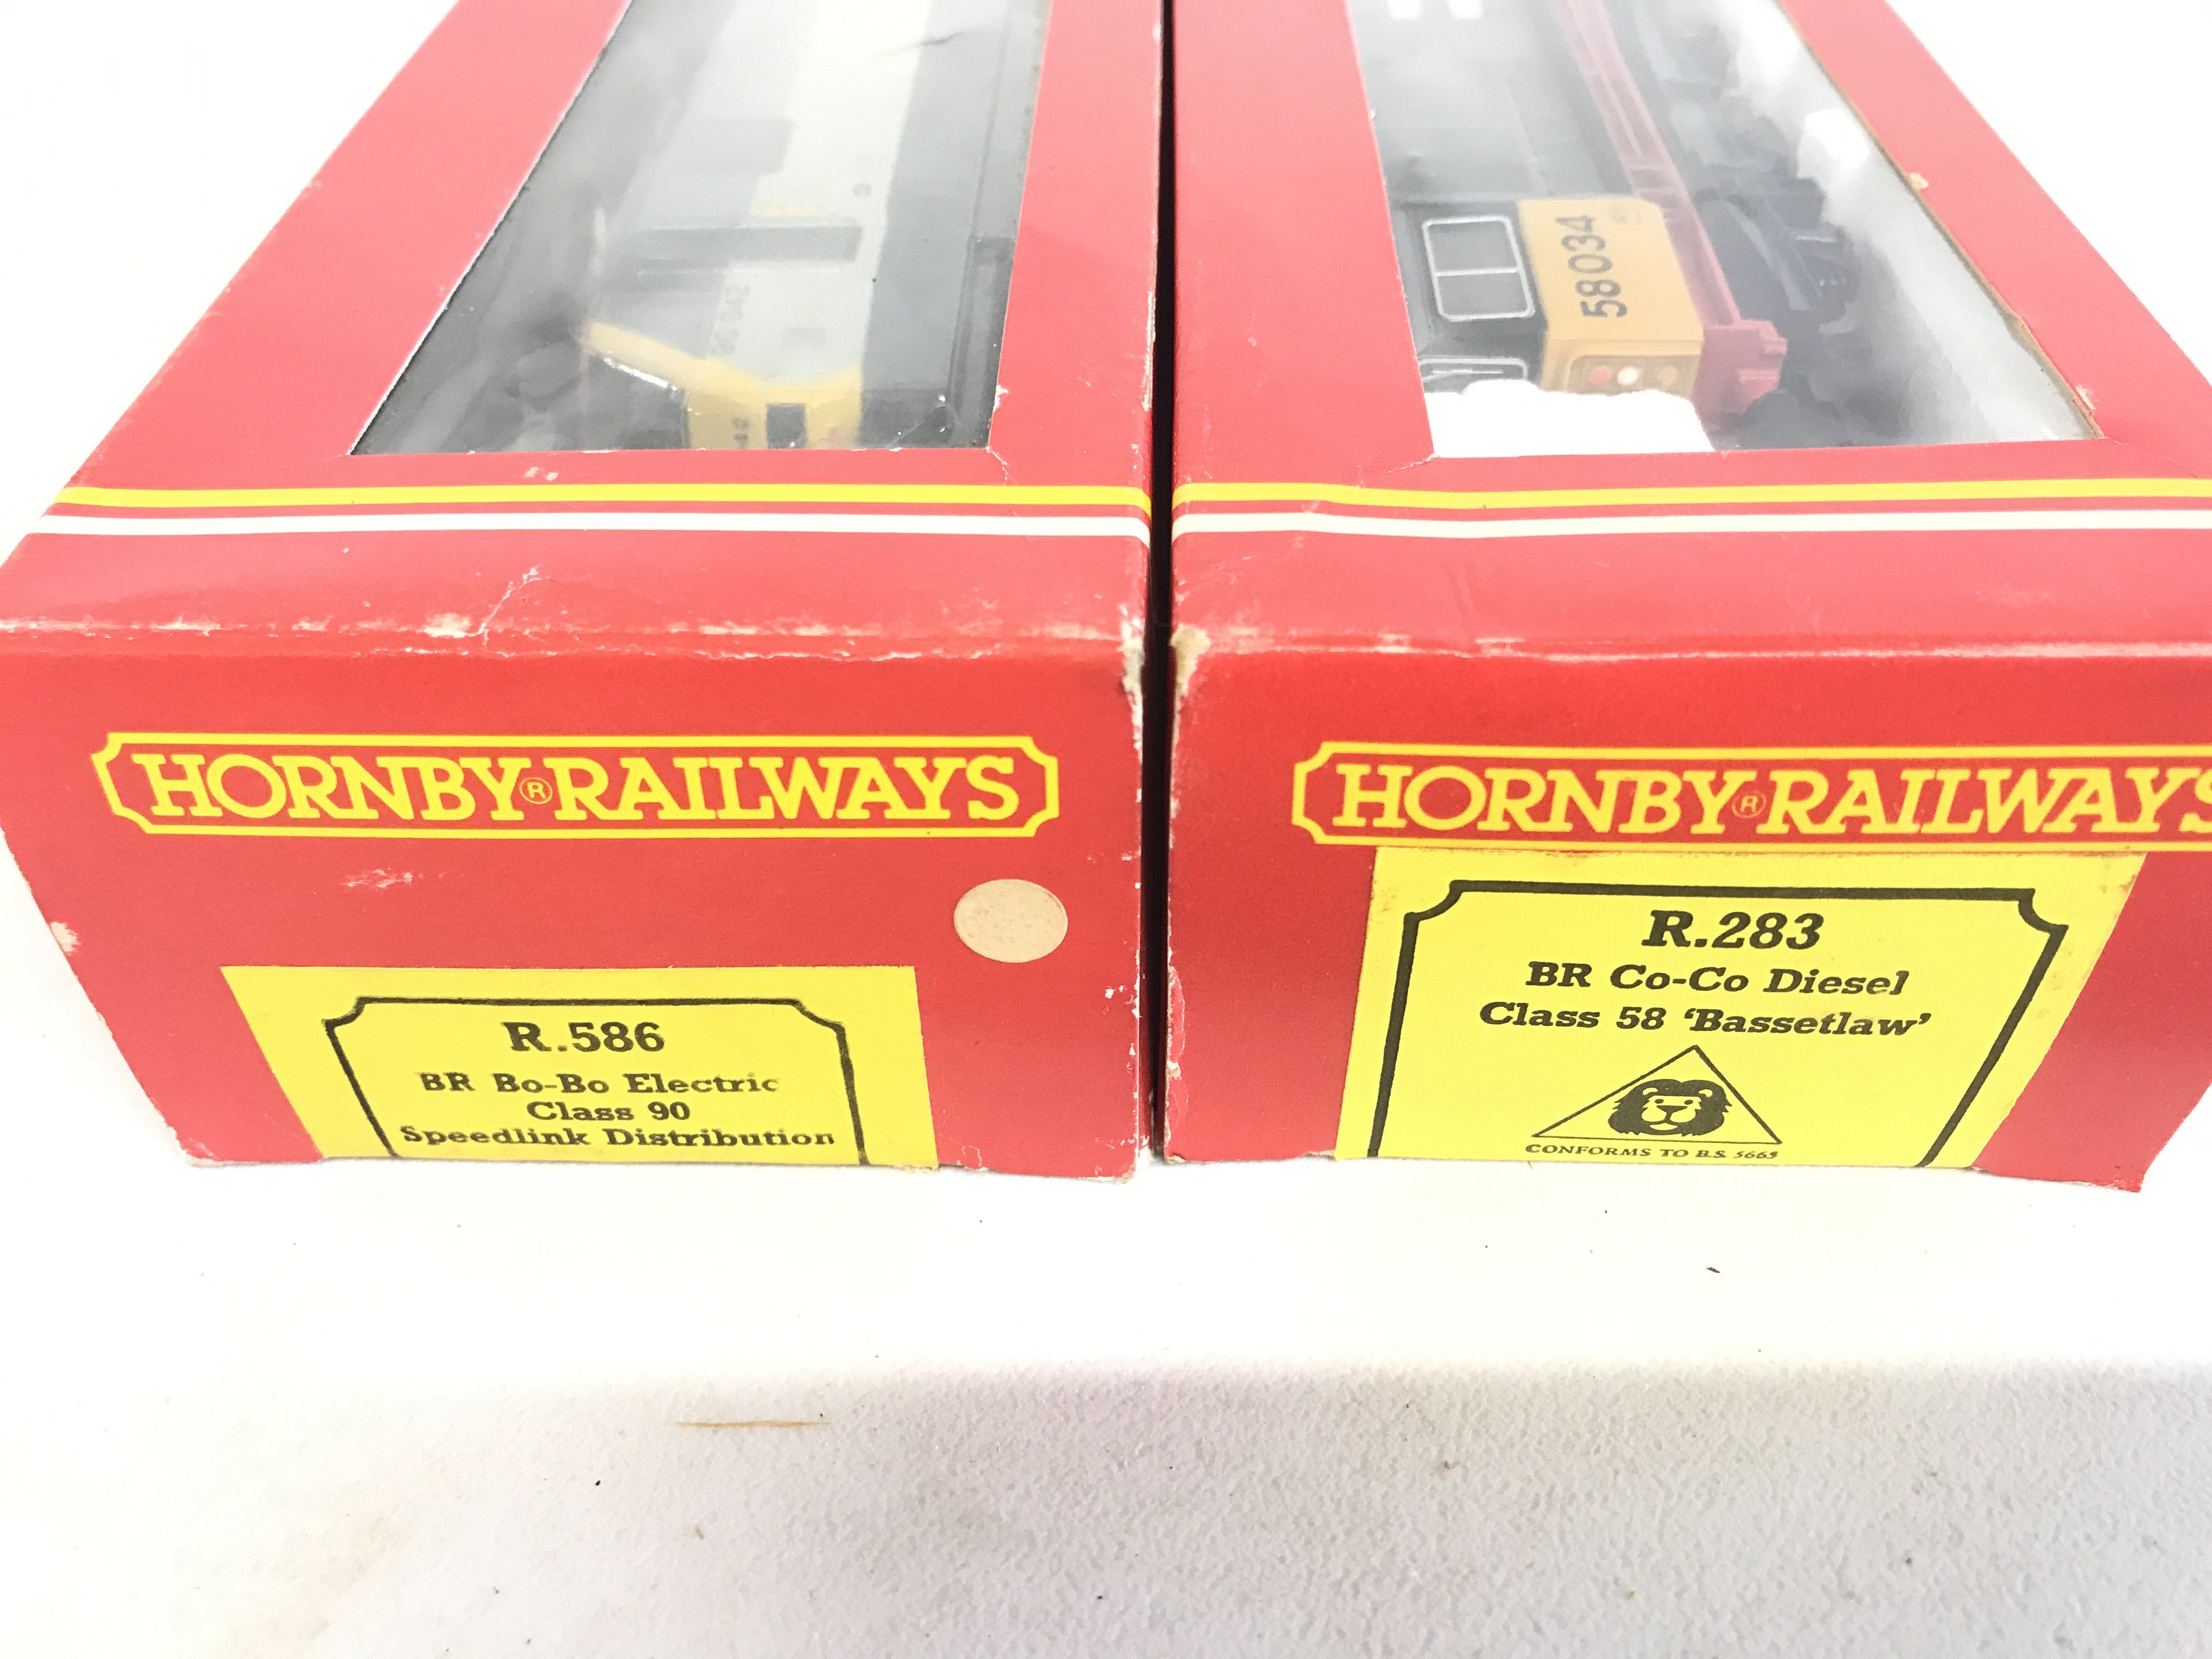 58034
HORNBY® RAILWAYS
R.586
BR Bo-Bo Electric
Class 90
Speedlink Distribution
HORNBY® RAILWAYS
R.283
BR Co-Co Diesel
Class 58 ‘Bassetlaw’
CONFORMS TO B.S. 5665